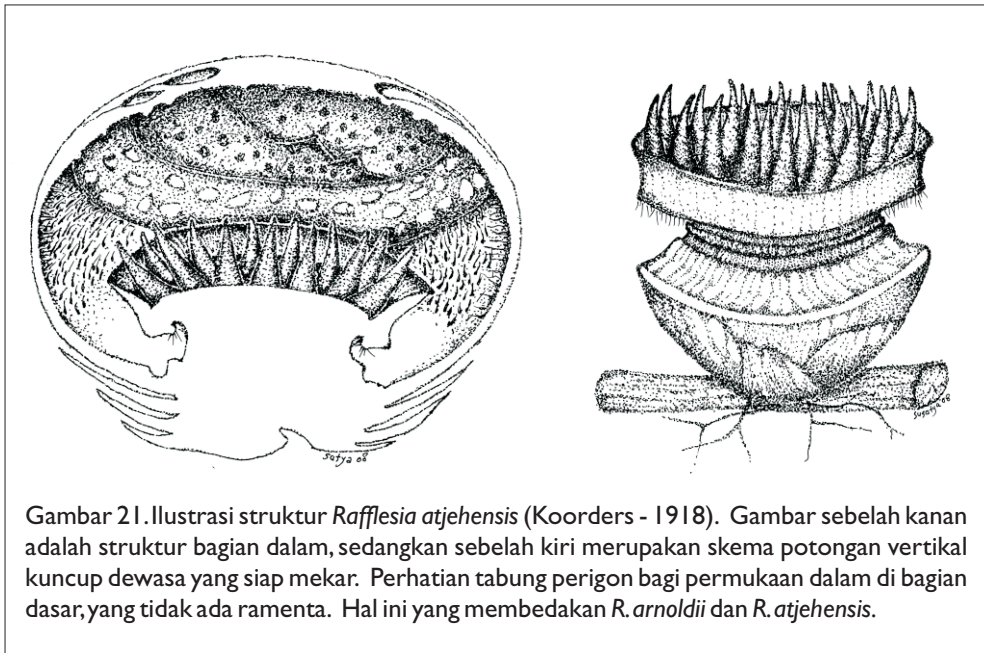 satya 08
Gambar 21.Ilustrasi struktur Rafflesia atjehensis (Koorders - 1918). Gambar sebelah kanan
adalah struktur bagian dalam, sedangkan sebelah kiri merupakan skema potongan vertikal
kuncup dewasa yang siap mekar. Perhatian tabung perigon bagi permukaan dalam di bagian
dasar,yang tidak ada ramenta. Hal ini yang membedakan R.arnoldii dan R.atjehensis.